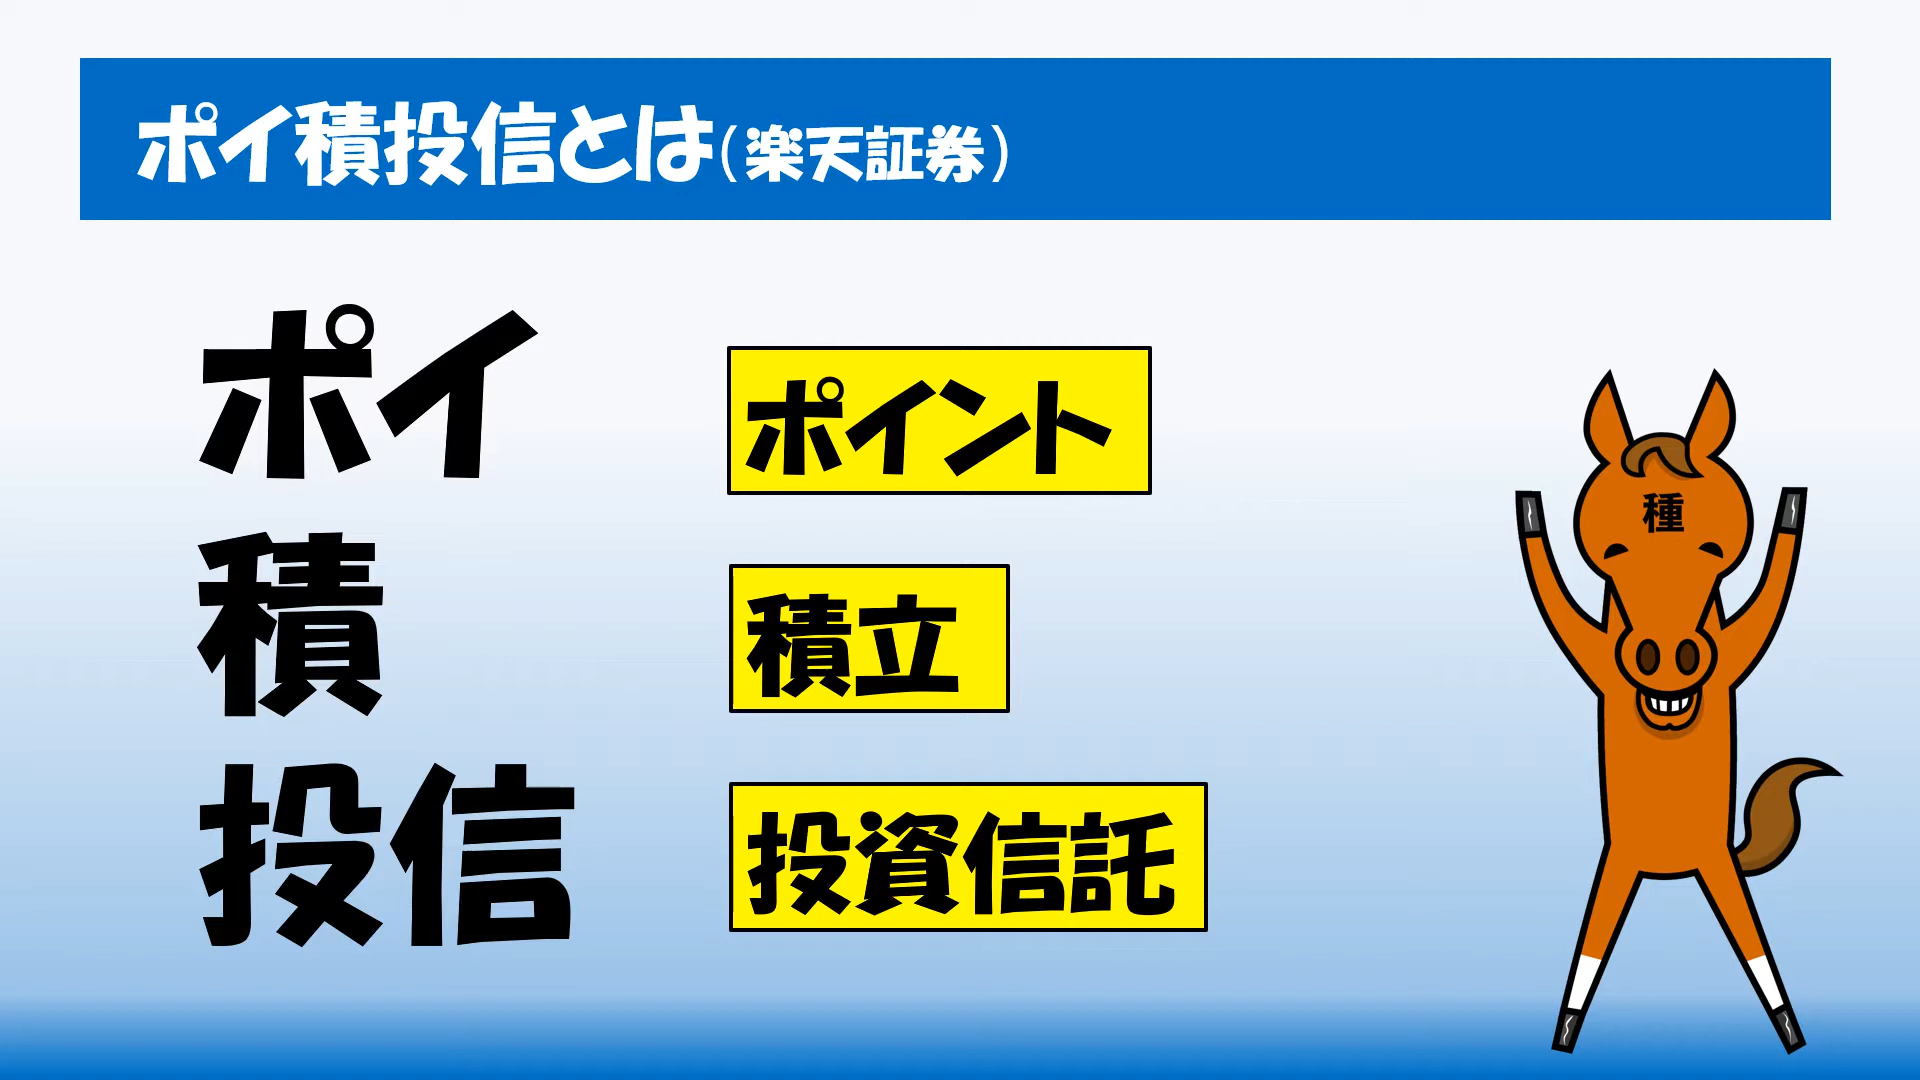 ポイ積投信とは(楽天証券)
ポイ
ポイント
積
積立
投信
投資信託
種